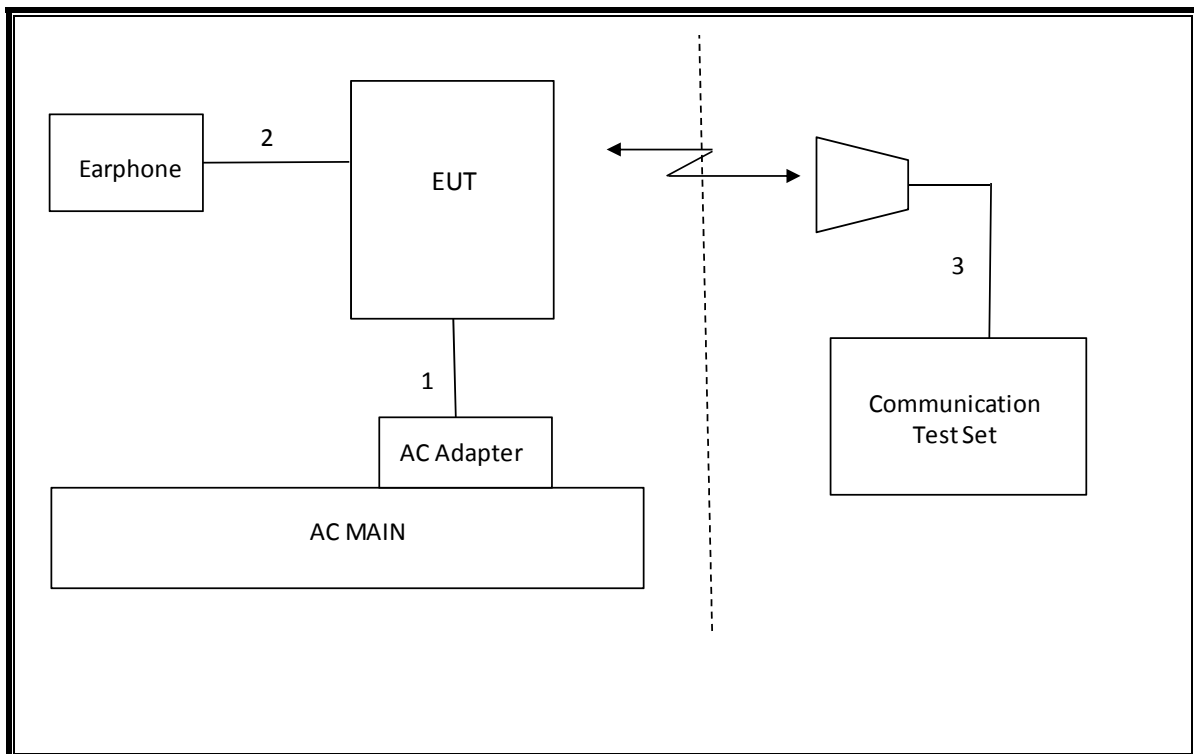 2
Earphone
EUT
3
1
Communication
Test Set
AC Adapter
AC MAIN